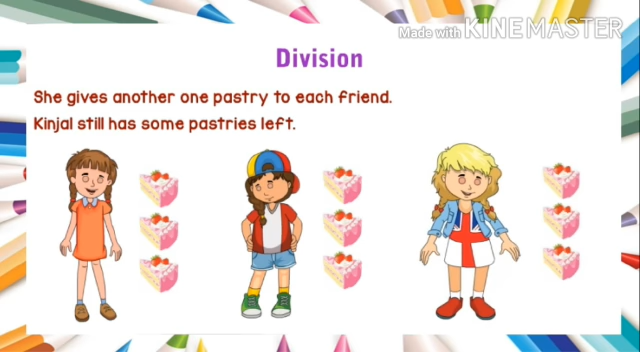 Made with KINEMASTER
Division
She gives another one pastry to each friend.
Kinjal still has some pastries left.